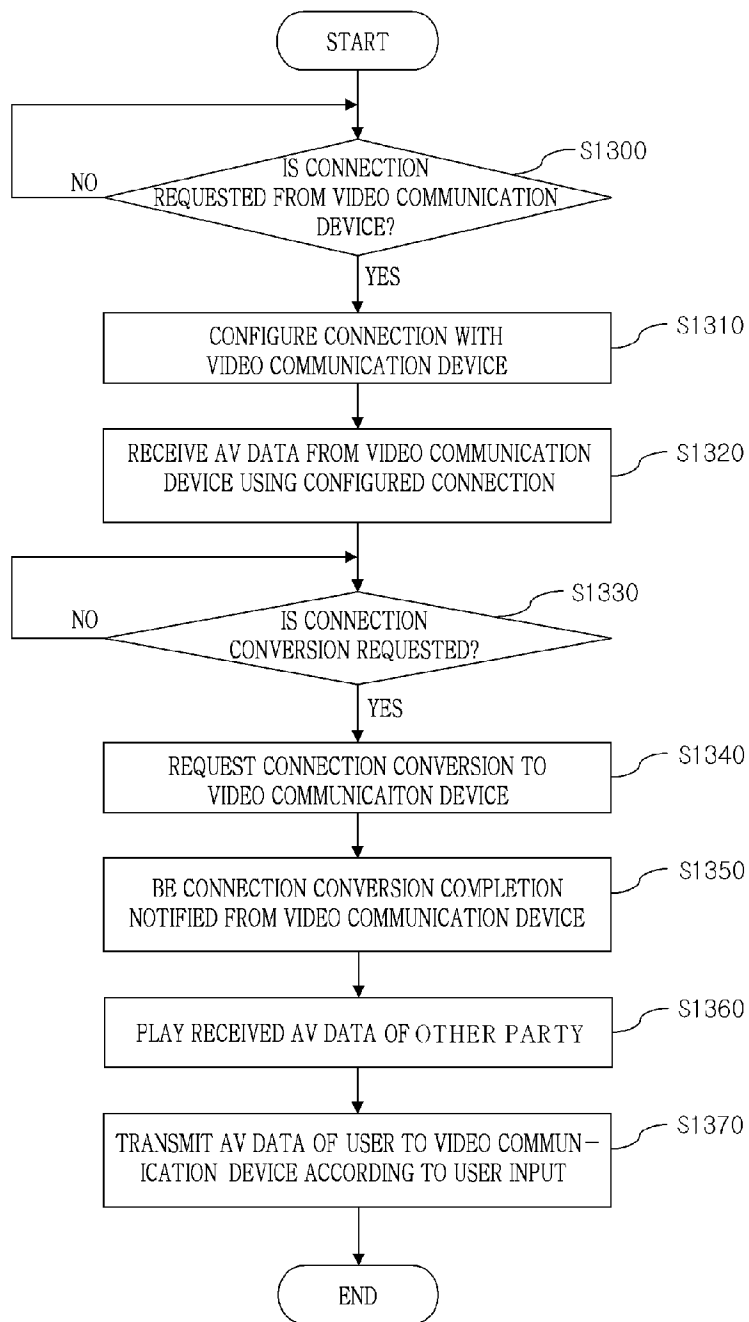 START
IS CONNECTION
REQUESTED FROM VIDEO COMMUNICATION
DEVICE?
S1300
NO
YES
CONFIGURE CONNECTION WITH
VIDEO COMMUNICATION DEVICE
S1310
RECEIVE AV DATA FROM VIDEO COMMUNICATION
DEVICE USING CONFIGURED CONNECTION
S1320
IS CONNECTION
CONVERSION REQUESTED?
S1330
NO
YES
REQUEST CONNECTION CONVERSION TO
VIDEO COMMUNICAITON DEVICE
S1340
BE CONNECTION CONVERSION COMPLETION
NOTIFIED FROM VIDEO COMMUNICATION DEVICE
S1350
PLAY RECEIVED AV DATA OF OTHER PARTY
S1360
TRANSMIT AV DATA OF USER TO VIDEO COMMUN-
ICATION DEVICE ACCORDING TO USER INPUT
S1370
END